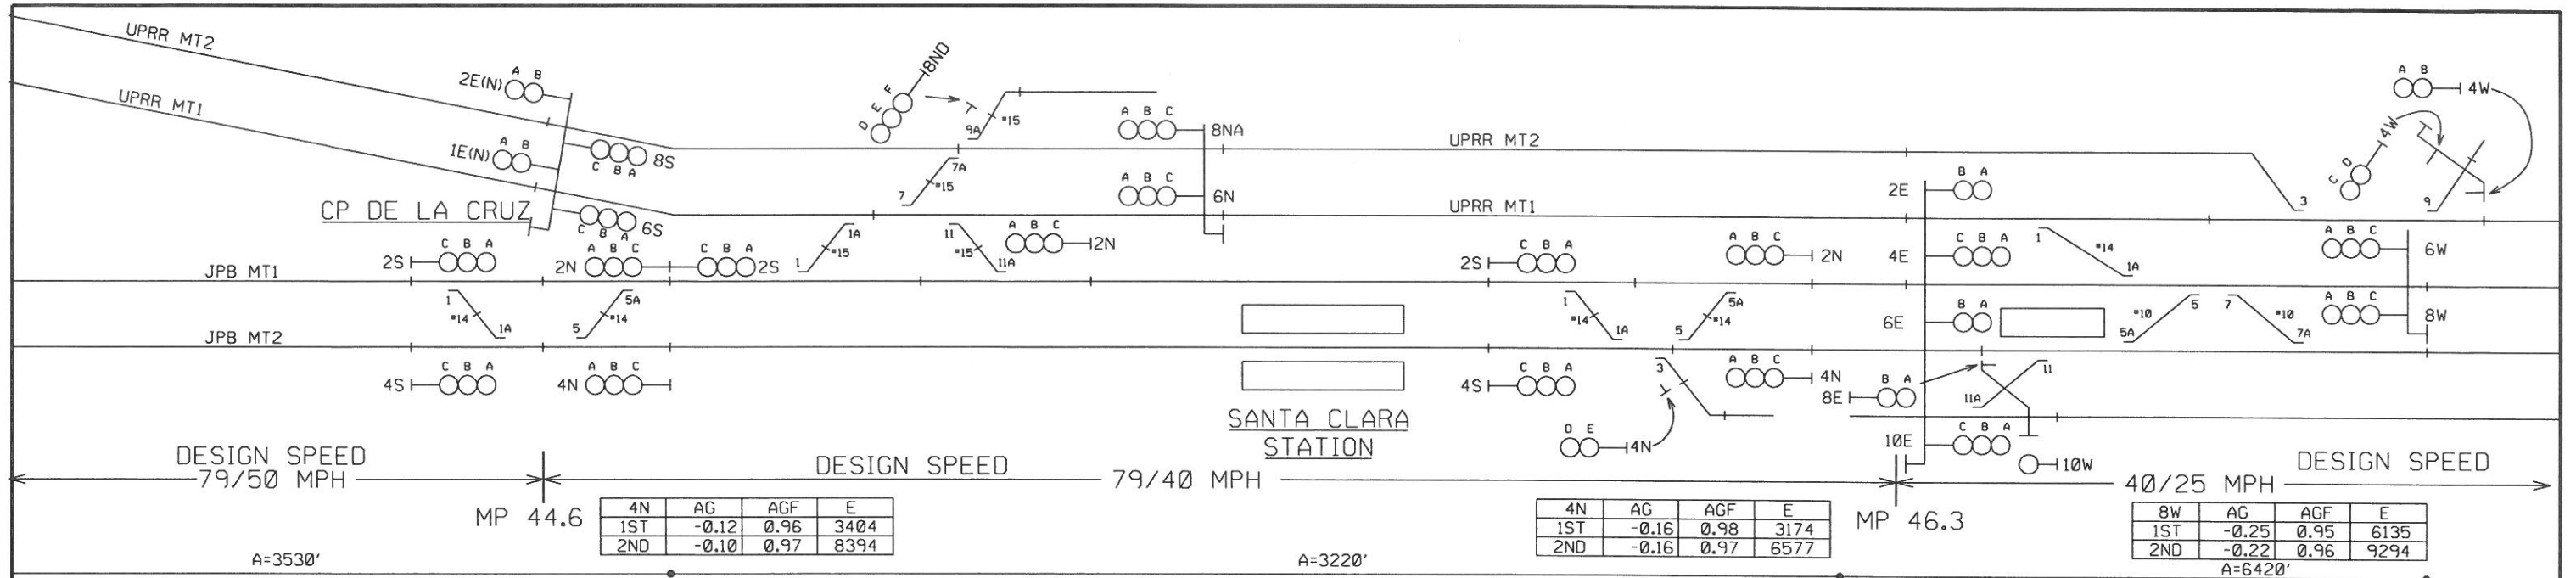 UPRR MT2
UPRR MT1
2E(N) A B
1E(N) A B
CP DE LA CRUZ
C B A 8S
C B A 6S
D E F 8ND
9A "15
7 "15 7A
A B C 8NA
A B C 6N
UPRR MT2
UPRR MT1
2E B A
A B 4W
C D 4W
3
9
JPB MT1
2S C B A
2N A B C
C B A 2S
1 "15 1A
11 "15 11A
A B C 2N
2S C B A
A B C 2N
4E C B A
1 "14 1A
A B C 6W
JPB MT2
1 "14 1A
5 "14 5A
1 "14 1A
5 "14 5A
6E B A
5A "10 5
7 "10 7A
A B C 8W
4S C B A
4N A B C
4S C B A
3
A B C 4N
8E B A
11A 11
SANTA CLARA
STATION
D E 4N
10E C B A
10W
DESIGN SPEED
79/50 MPH
DESIGN SPEED
79/40 MPH
DESIGN SPEED
40/25 MPH
MP 44.6
4N AG AGF E
1ST -0.12 0.96 3404
2ND -0.10 0.97 8394
4N AG AGF E
1ST -0.16 0.98 3174
2ND -0.16 0.97 6577
MP 46.3
8W AG AGF E
1ST -0.25 0.95 6135
2ND -0.22 0.96 9294
A=3530'
A=3220'
A=6420'